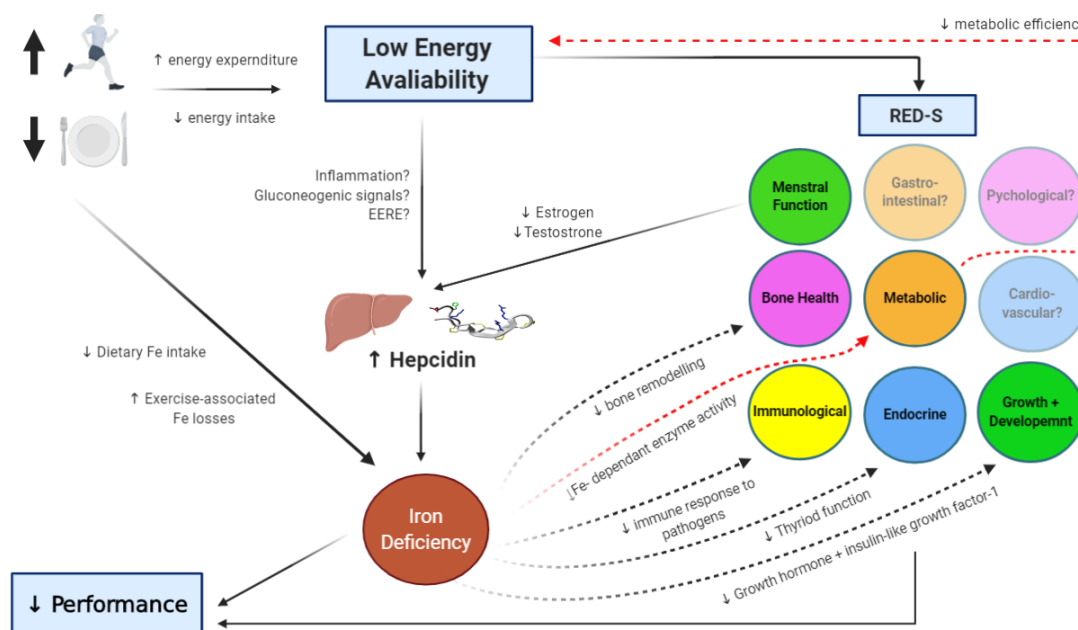 ↓ metabolic efficienc
Low Energy
Avaliability
↑ energy expernditure
↓ energy intake
RED-S
Inflammation?
Gluconeogenic signals?
EERE?
↓ Estrogen
↓Testostrone
Menstral
Function
Gastro-
intestinal?
Pychological?
Bone Health
Metabolic
Cardio-
vascular?
↑ Hepcidin
↓ Dietary Fe intake
↑ Exercise-associated
Fe losses
Immunological
Endocrine
Growth +
Developemnt
↓ bone remodelling
↓Fe- dependant enzyme activity
↓ immune response to
pathogens
↓ Thyriod function
↓ Growth hormone + insulin-like growth factor-1
Iron
Deficiency
↓ Performance